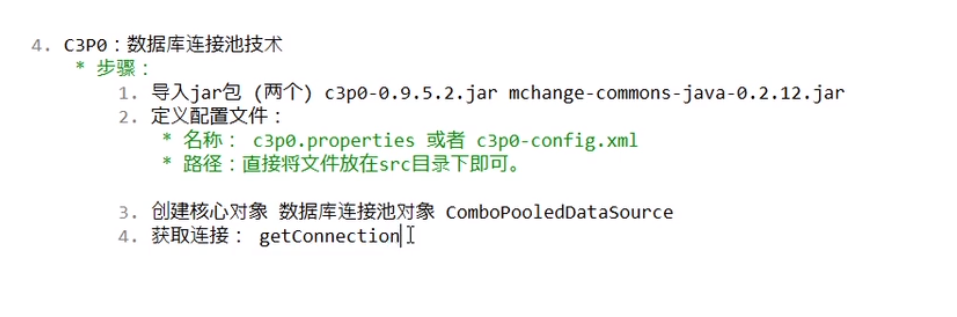 4. C3P0：数据库连接池技术
* 步骤：
1. 导入jar包 (两个) c3p0-0.9.5.2.jar mchange-commons-java-0.2.12.jar
2. 定义配置文件：
* 名称： c3p0.properties 或者 c3p0-config.xml
* 路径：直接将文件放在src目录下即可。
3. 创建核心对象 数据库连接池对象 ComboPooledDataSource
4. 获取连接： getConnection